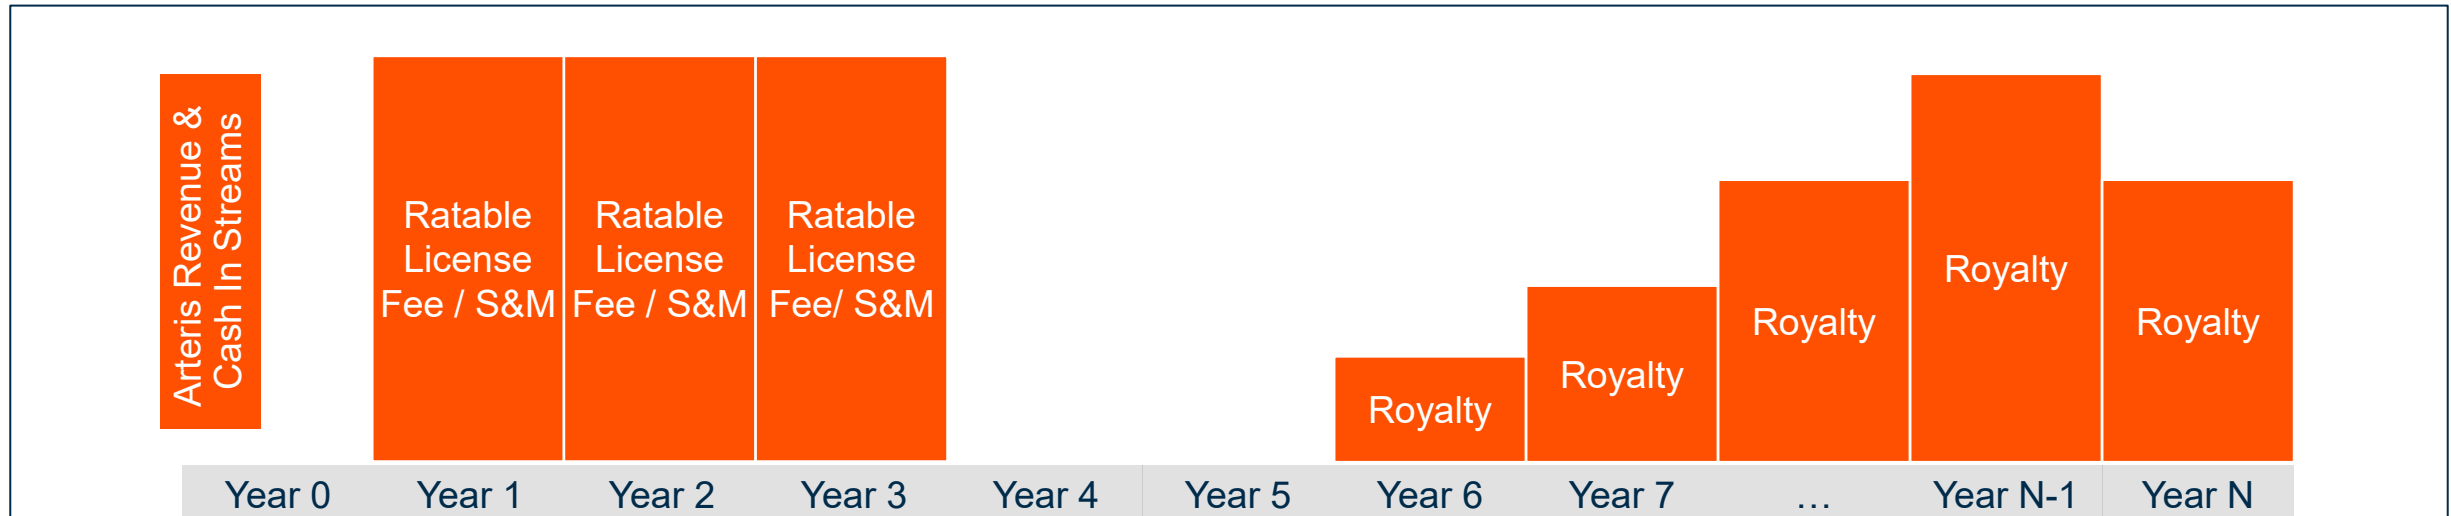 Arteris Revenue &
Cash In Streams
Ratable
License
Fee / S&M
Ratable
License
Fee / S&M
Ratable
License
Fee/ S&M
Royalty
Royalty
Royalty
Royalty
Royalty
Year 0
Year 1
Year 2
Year 3
Year 4
Year 5
Year 6
Year 7
...
Year N-1
Year N